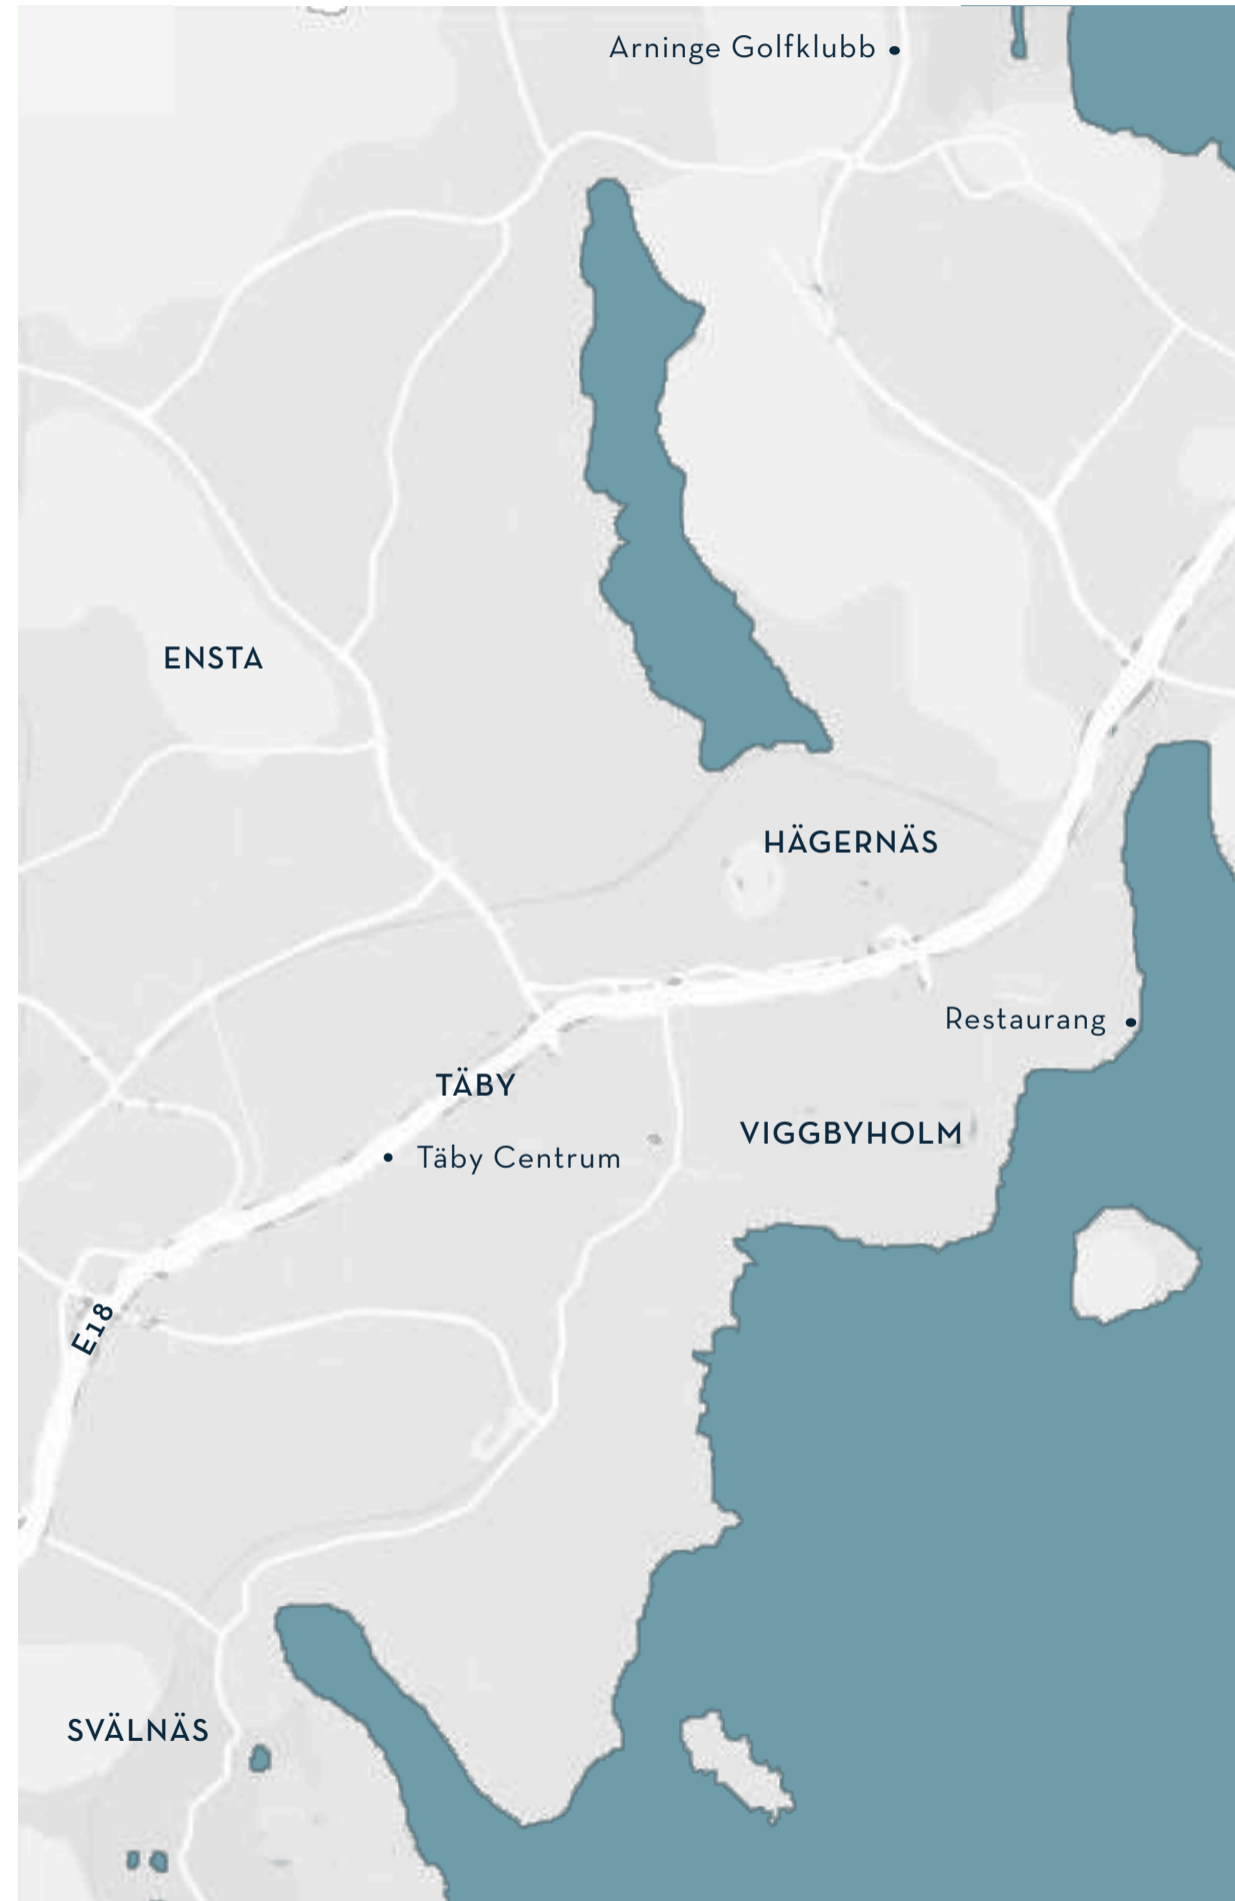 Arninge Golfklubb
ENSTA
HÄGERNÄS
Restaurang
TÄBY
VIGGBYHOLM
Täby Centrum
E18
SVÄLNÄS